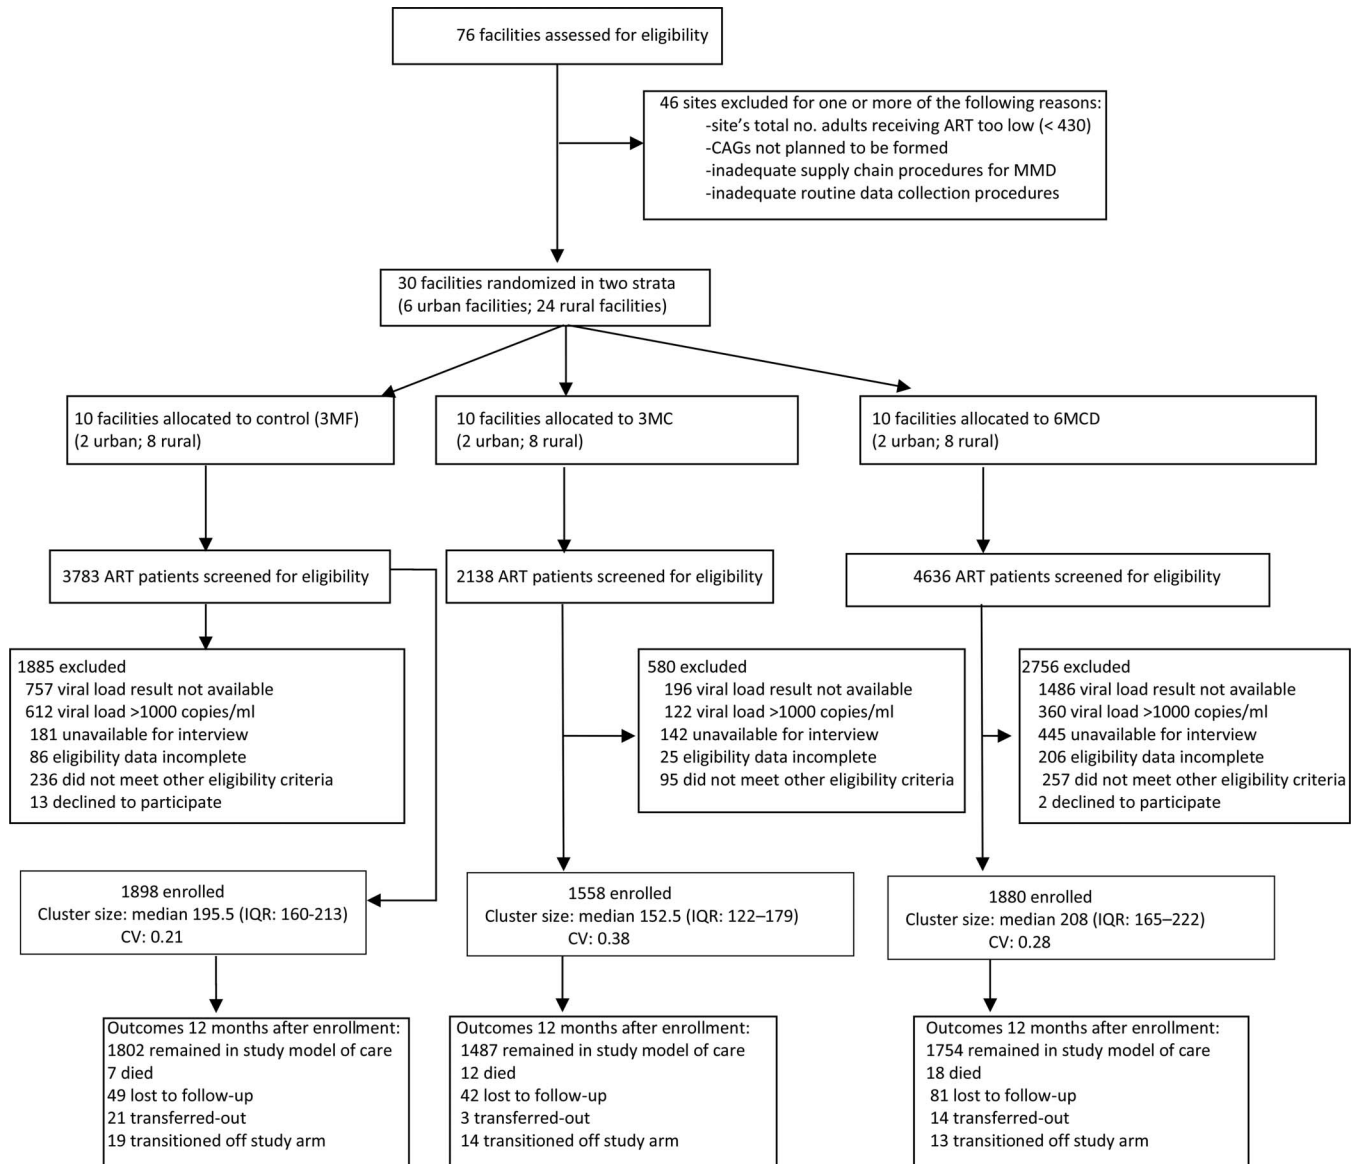 76 facilities assessed for eligibility
46 sites excluded for one or more of the following reasons:
-site's total no. adults receiving ART too low (< 430)
-CAGs not planned to be formed
-inadequate supply chain procedures for MMD
-inadequate routine data collection procedures
30 facilities randomized in two strata
(6 urban facilities; 24 rural facilities)
10 facilities allocated to control (3MF)
(2 urban; 8 rural)
10 facilities allocated to 3MC
(2 urban; 8 rural)
10 facilities allocated to 6MCD
(2 urban; 8 rural)
3783 ART patients screened for eligibility
2138 ART patients screened for eligibility
4636 ART patients screened for eligibility
1885 excluded
757 viral load result not available
612 viral load >1000 copies/ml
181 unavailable for interview
86 eligibility data incomplete
236 did not meet other eligibility criteria
13 declined to participate
580 excluded
196 viral load result not available
122 viral load >1000 copies/ml
142 unavailable for interview
25 eligibility data incomplete
95 did not meet other eligibility criteria
2756 excluded
1486 viral load result not available
360 viral load >1000 copies/ml
445 unavailable for interview
206 eligibility data incomplete
257 did not meet other eligibility criteria
2 declined to participate
1898 enrolled
Cluster size: median 195.5 (IQR: 160-213)
CV: 0.21
1558 enrolled
Cluster size: median 152.5 (IQR: 122–179)
CV: 0.38
1880 enrolled
Cluster size: median 208 (IQR: 165–222)
CV: 0.28
Outcomes 12 months after enrollment:
1802 remained in study model of care
7 died
49 lost to follow-up
21 transferred-out
19 transitioned off study arm
Outcomes 12 months after enrollment:
1487 remained in study model of care
12 died
42 lost to follow-up
3 transferred-out
14 transitioned off study arm
Outcomes 12 months after enrollment:
1754 remained in study model of care
18 died
81 lost to follow-up
14 transferred-out
13 transitioned off study arm